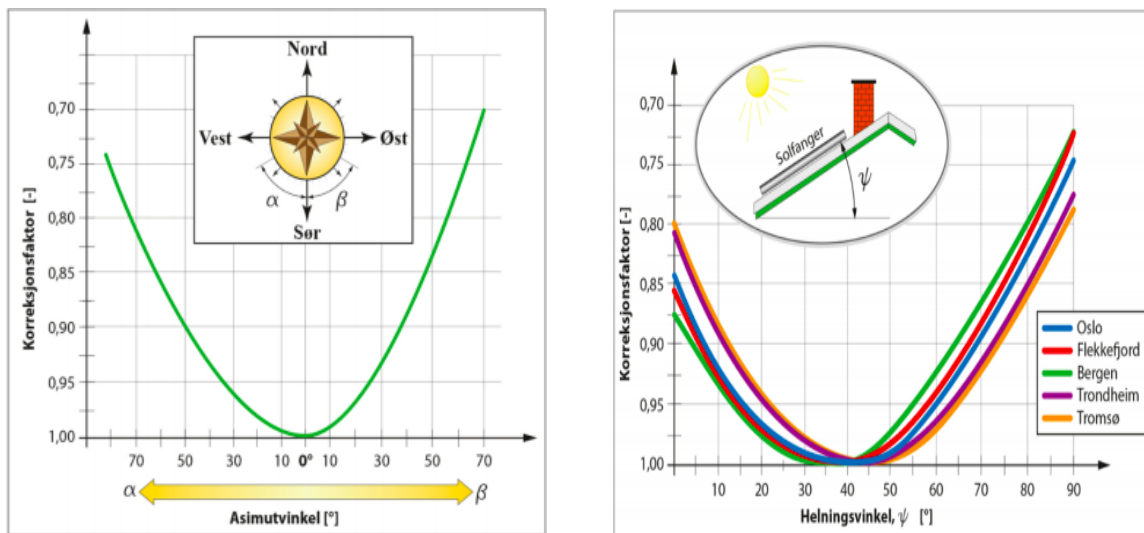 Korreksjonsfaktor [-]
0,70
0,75
0,80
0,85
0,90
0,95
1,00
Nord
Vest
Øst
α
β
Sør
70
50
30
10
0°
10
30
50
70
α
β
Asimutvinkel [°]
Korreksjonsfaktor [-]
0,70
0,80
0,85
0,90
0,95
1,00
Solfanger
ψ
Oslo
Flekkefjord
Bergen
Trondheim
Tromsø
10
20
30
40
50
60
70
80
90
Helningsvinkel, ψ [°]